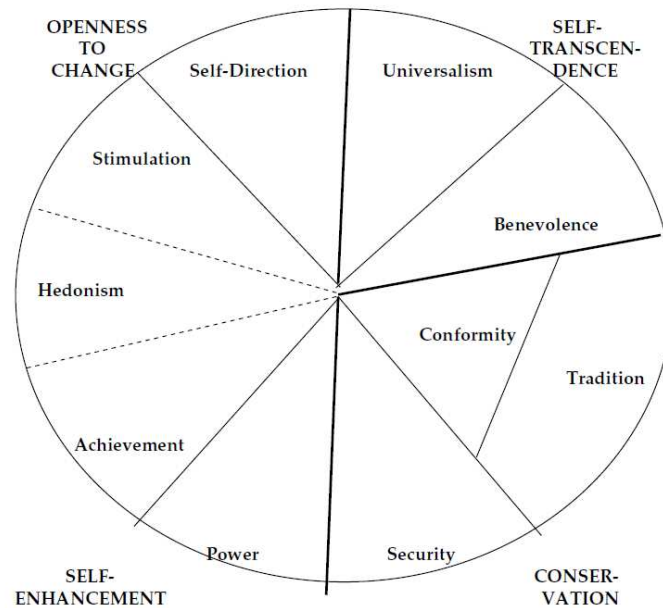 OPENNESS
TO
CHANGE
SELF-
TRANSCEN-
DENCE
Self-Direction
Universalism
Stimulation
Benevolence
Hedonism
Conformity
Tradition
Achievement
Power
Security
SELF-
ENHANCEMENT
CONSER-
VATION